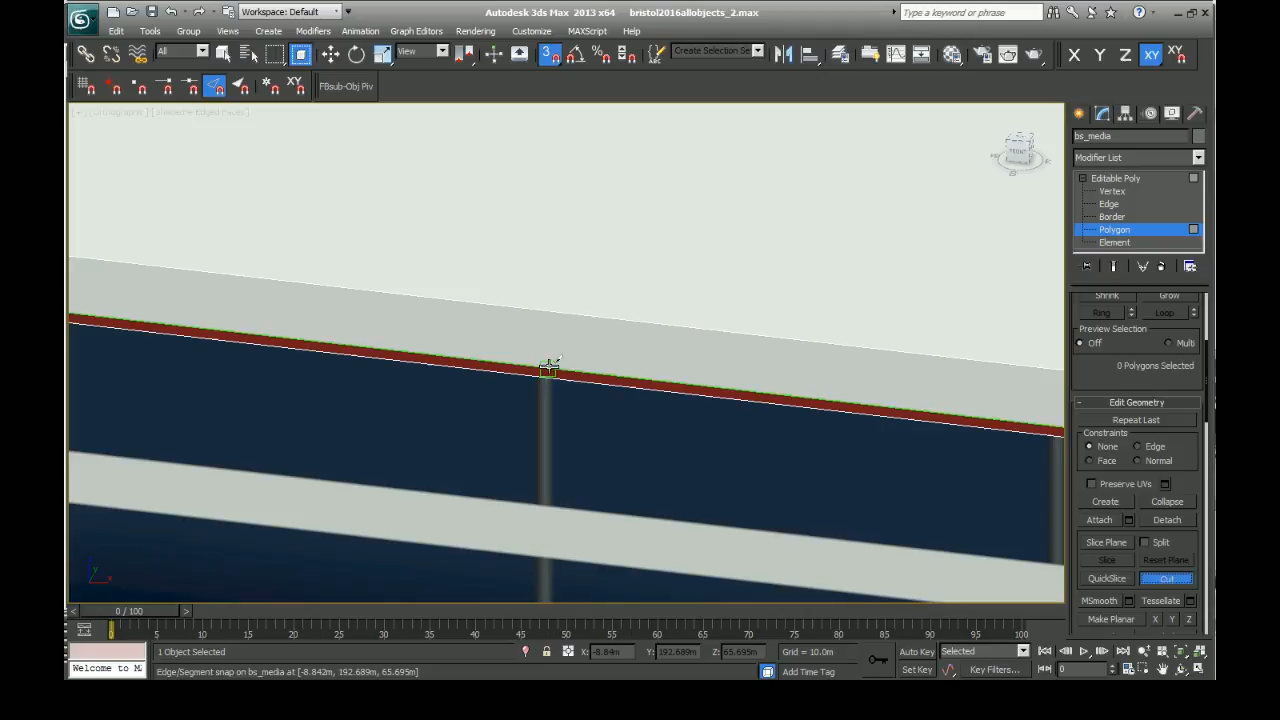 Workspace: Default
Autodesk 3ds Max 2013 x64 bristol2016allobjects_2.max
Type a keyword or phrase
Edit Tools Group Views Create Modifiers Animation Graph Editors Rendering Customize MAXScript Help
All View 3 Create Selection Se X Y Z XY XY
XY FBsub-Obj Piv
FRONT
bs_media
Modifier List
Editable Poly
Vertex
Edge
Border
Polygon
Element
Shrink Grow
Ring Loop
Preview Selection
Off Multi
0 Polygons Selected
Edit Geometry
Repeat Last
Constraints
None Edge
Face Normal
Preserve UVs
Create Collapse
Attach Detach
Slice Plane Split
Slice Reset Plane
QuickSlice Cut
MSmooth Tessellate
Make Planar X Y Z
0 / 100
0 5 10 15 20 25 30 35 40 45 50 55 60 65 70 75 80 85 90 95 100
1 Object Selected X: -8.84m Y: 192.689m Z: 65.695m Grid = 10.0m Auto Key Selected
Welcome to M Edge/Segment snap on bs_media at [-8.842m, 192.689m, 65.695m] Add Time Tag Set Key Key Filters... 0